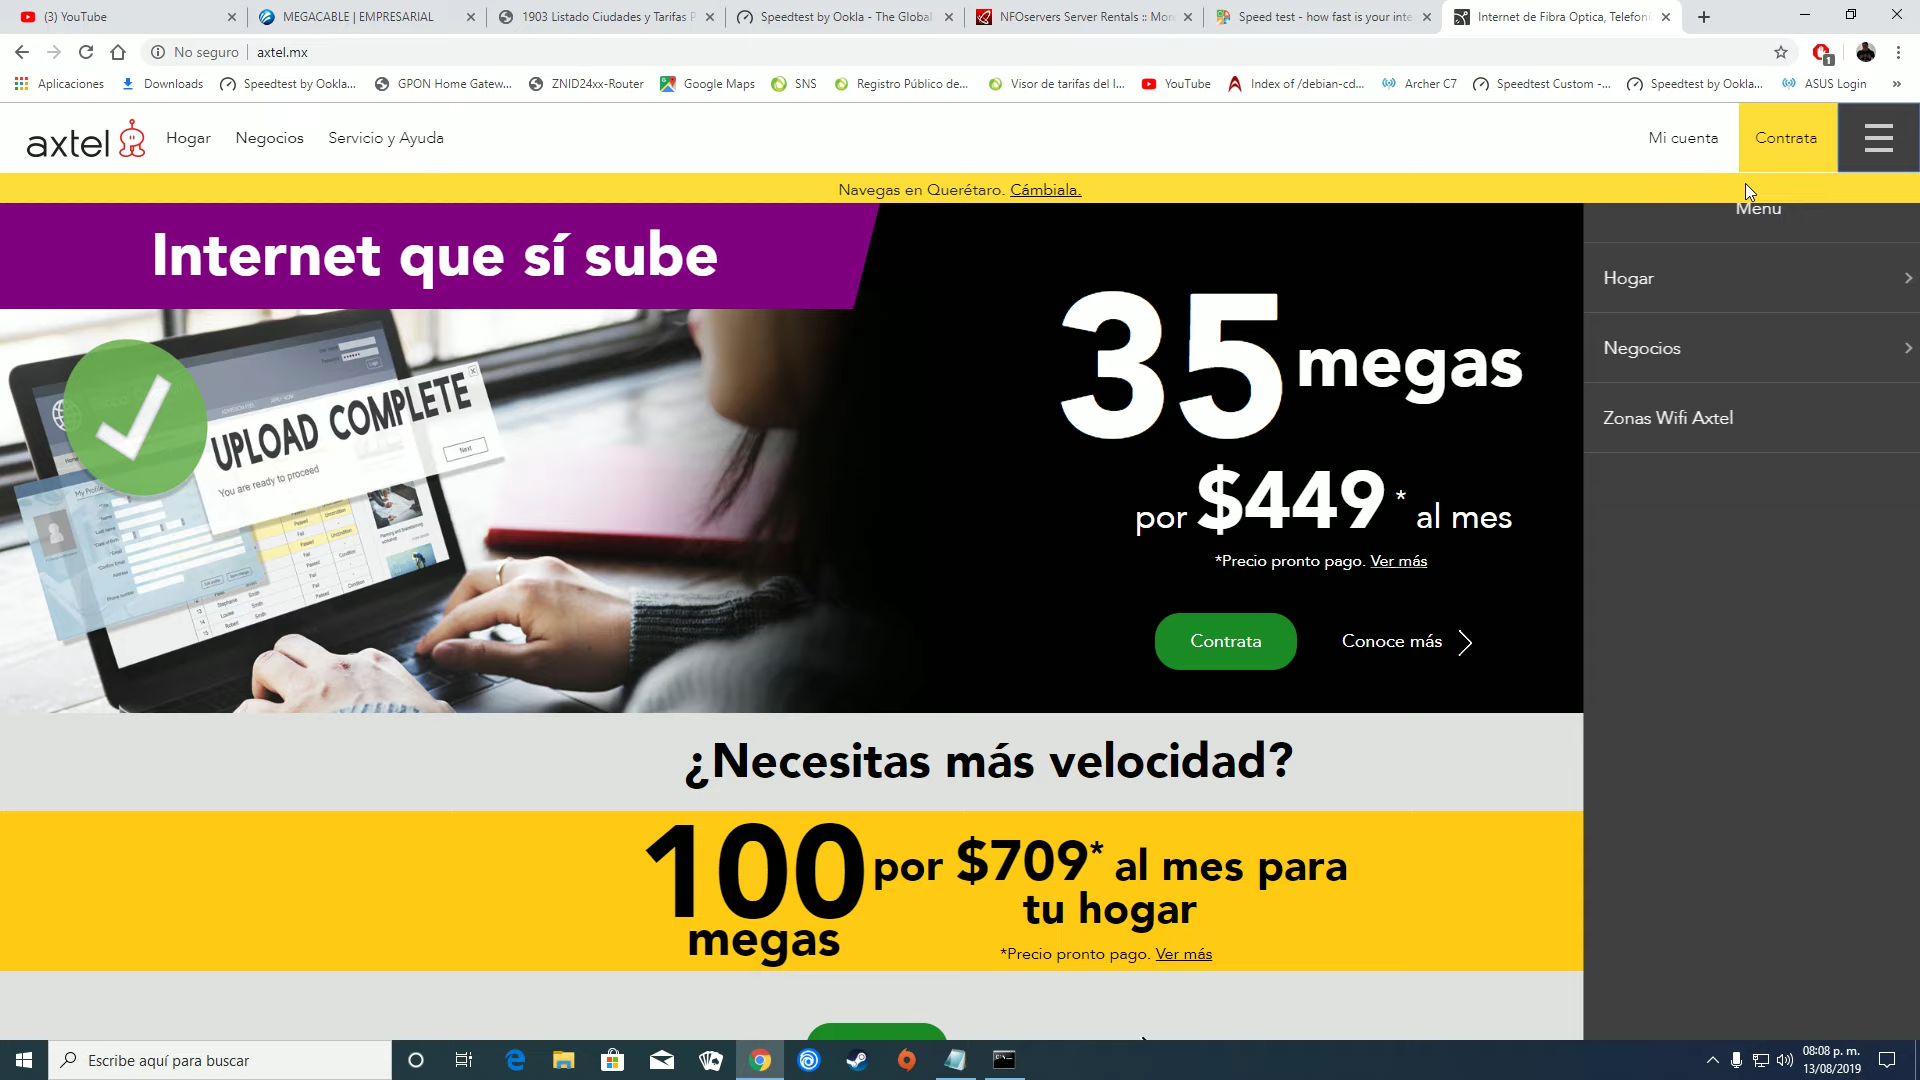 (3) YouTube
MEGACABLE | EMPRESARIAL
1903 Listado Ciudades y Tarifas P
Speedtest by Ookla - The Global
NFOservers Server Rentals :: Mor
Speed test - how fast is your inte
Internet de Fibra Optica, Telefoní
No seguro
axtel.mx
1
Aplicaciones
Downloads
Speedtest by Ookla...
GPON Home Gatew...
ZNID24xx-Router
Google Maps
SNS
Registro Público de...
Visor de tarifas del I...
YouTube
Index of /debian-cd...
Archer C7
Speedtest Custom -...
Speedtest by Ookla...
ASUS Login
»
axtel
Hogar
Negocios
Servicio y Ayuda
Mi cuenta
Contrata
Navegas en Querétaro. Cámbiala.
Menu
Hogar
Negocios
Zonas Wifi Axtel
Internet que sí sube
UPLOAD COMPLETE
You are ready to proceed
Next
35 megas
por $449* al mes
*Precio pronto pago. Ver más
Contrata
Conoce más
¿Necesitas más velocidad?
100 megas
por $709* al mes para
tu hogar
*Precio pronto pago. Ver más
Escribe aquí para buscar
08:08 p. m.
13/08/2019